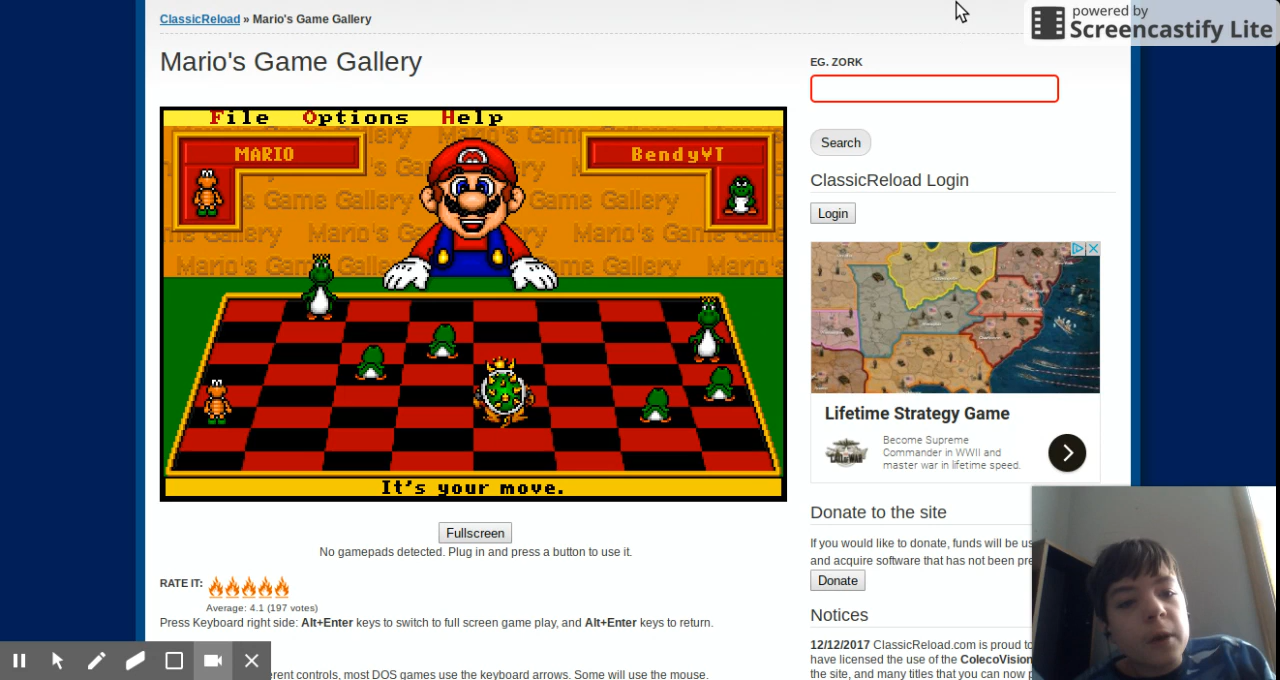 ClassicReload » Mario's Game Gallery
powered by
Screencastify Lite
Mario's Game Gallery
EG. ZORK
File Options Help
MARIO
BendyVT
Search
ClassicReload Login
Login
Lifetime Strategy Game
Become Supreme
Commander in WWII and
master war in lifetime speed.
It's your move.
Fullscreen
No gamepads detected. Plug in and press a button to use it.
Donate to the site
If you would like to donate, funds will be us
and acquire software that has not been pre
Donate
RATE IT:
Average: 4.1 (197 votes)
Press Keyboard right side: Alt+Enter keys to switch to full screen game play, and Alt+Enter keys to return.
Notices
12/12/2017 ClassicReload.com is proud to
have licensed the use of the ColecoVision
the site, and many titles that you can now p
erent controls, most DOS games use the keyboard arrows. Some will use the mouse.